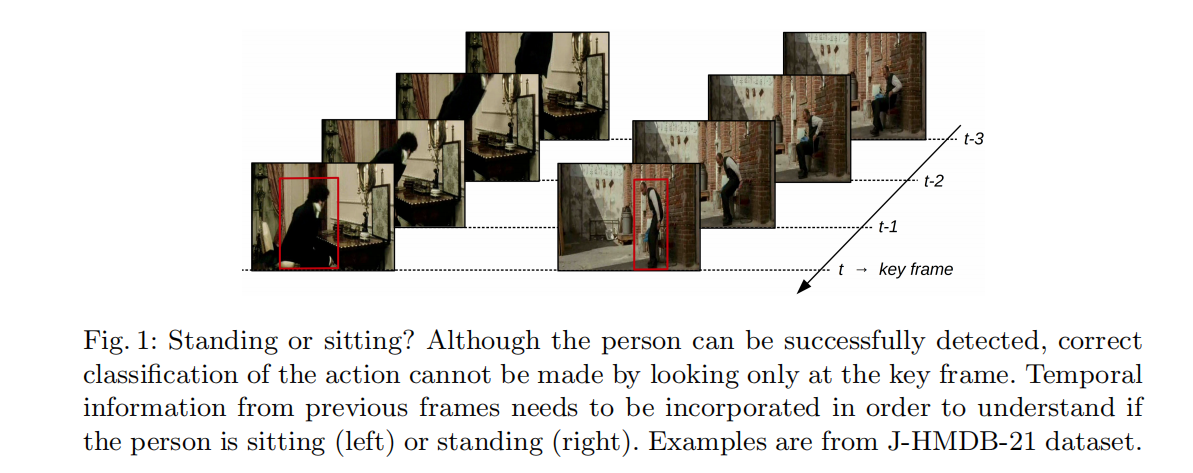 t-3
t-2
t-1
t → key frame
Fig. 1: Standing or sitting? Although the person can be successfully detected, correct
classification of the action cannot be made by looking only at the key frame. Temporal
information from previous frames needs to be incorporated in order to understand if
the person is sitting (left) or standing (right). Examples are from J-HMDB-21 dataset.